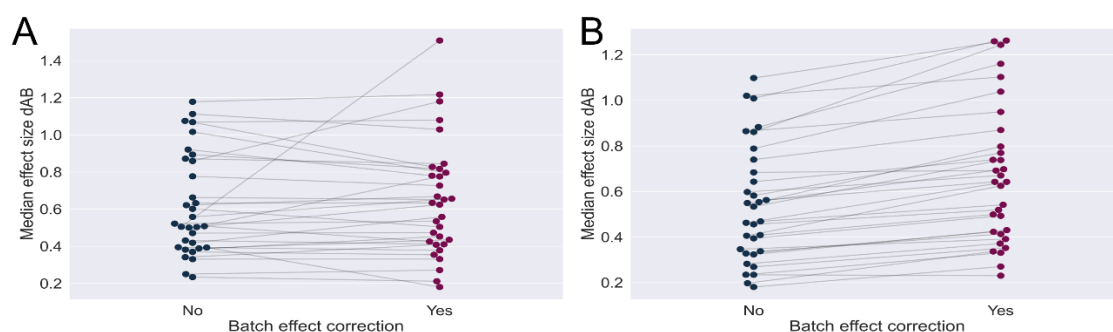 A
Median effect size dAB
1.4
1.2
1.0
0.8
0.6
0.4
0.2
No
Yes
Batch effect correction
B
Median effect size dAB
1.2
1.0
0.8
0.6
0.4
0.2
No
Yes
Batch effect correction